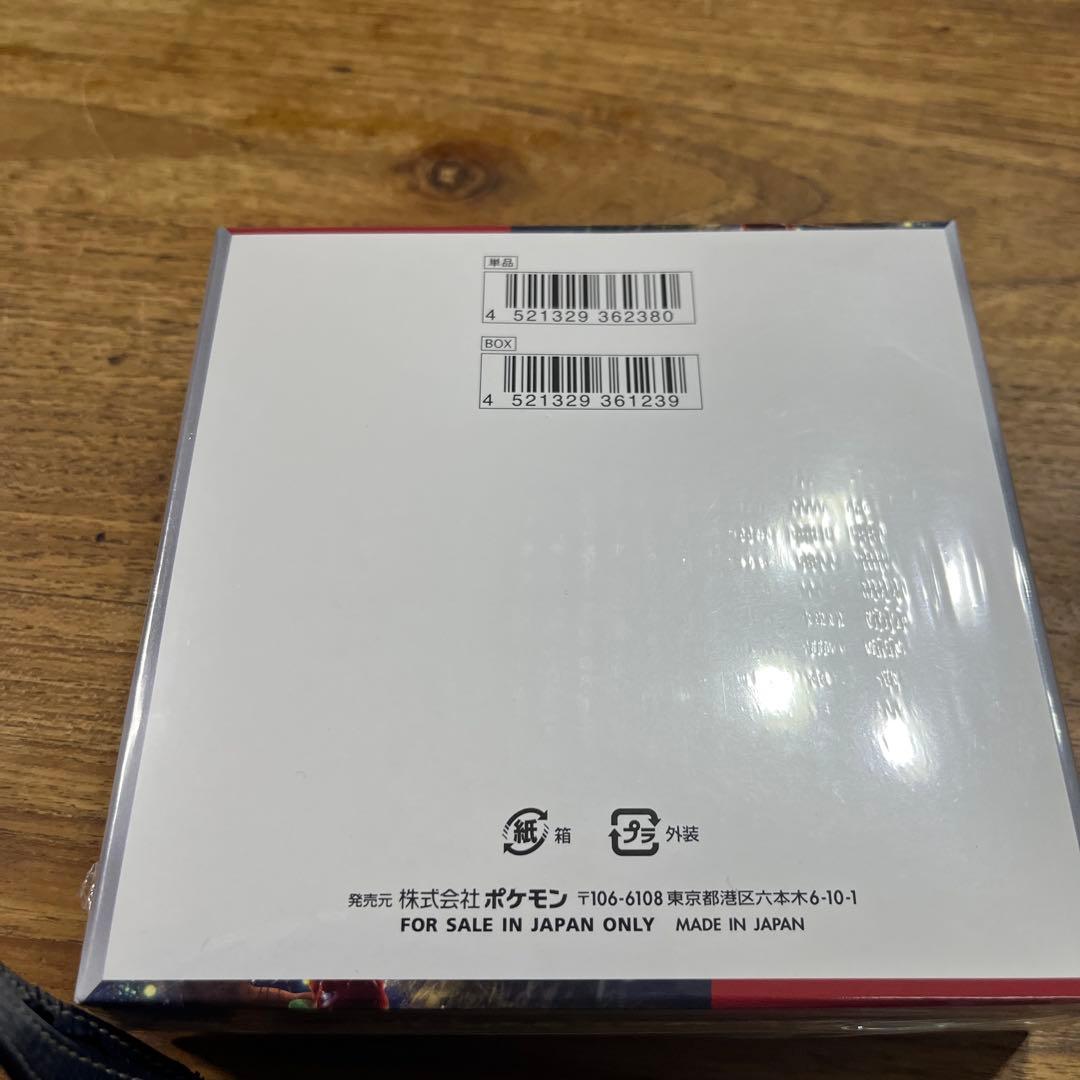 単品
4 521329 362380
BOX
4 521329 361239
紙 箱 プラ 外装
発売元 株式会社 ポケモン 〒106-6108 東京都港区六本木6-10-1
FOR SALE IN JAPAN ONLY MADE IN JAPAN